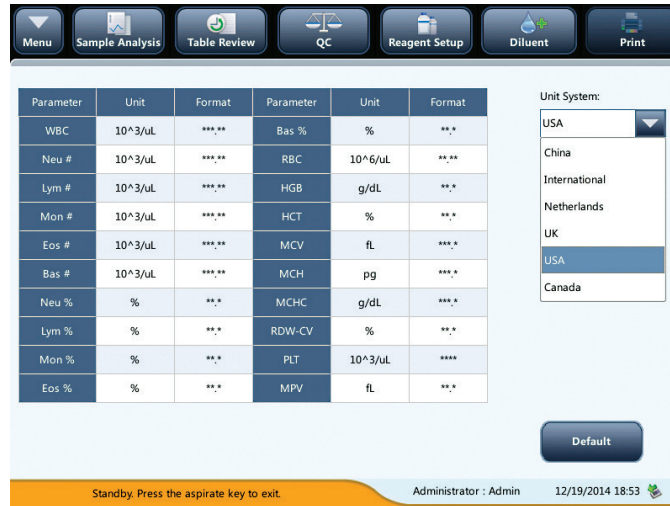 Menu Sample Analysis Table Review QC Reagent Setup Diluent Print
Unit System:
Parameter Unit Format Parameter Unit Format
USA
WBC 10^3/uL ***.** Bas % % **.*
China
Neu # 10^3/uL ***.** RBC 10^6/uL **.**
International
Lym # 10^3/uL ***.** HGB g/dL **.*
Netherlands
Mon # 10^3/uL ***.** HCT % **.*
UK
Eos # 10^3/uL ***.** MCV fL ***.*
USA
Bas # 10^3/uL ***.** MCH pg ***.*
Canada
Neu % % **.* MCHC g/dL ***.*
Lym % % **.* RDW-CV % **.*
Mon % % **.* PLT 10^3/uL ****
Eos % % **.* MPV fL **.*
Default
Standby. Press the aspirate key to exit. Administrator : Admin 12/19/2014 18:53